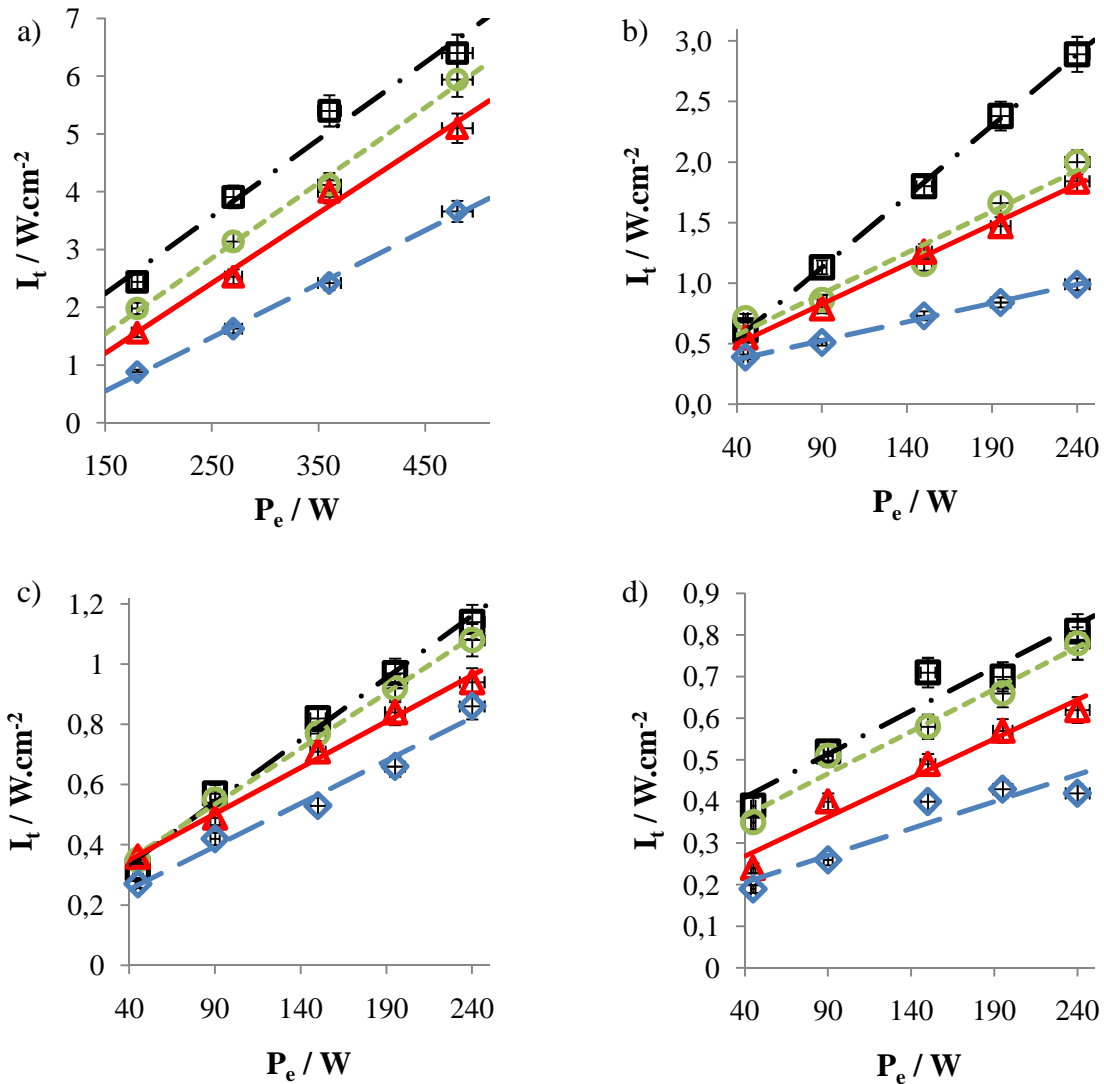 a)
7
6
5
4
3
2
1
0
I_t / W.cm⁻²
150 250 350 450
P_e / W
b)
3,0
2,5
2,0
1,5
1,0
0,5
0,0
I_t / W.cm⁻²
40 90 140 190 240
P_e / W
c)
1,2
1
0,8
0,6
0,4
0,2
0
I_t / W.cm⁻²
40 90 140 190 240
P_e / W
d)
0,9
0,8
0,7
0,6
0,5
0,4
0,3
0,2
0,1
0
I_t / W.cm⁻²
40 90 140 190 240
P_e / W